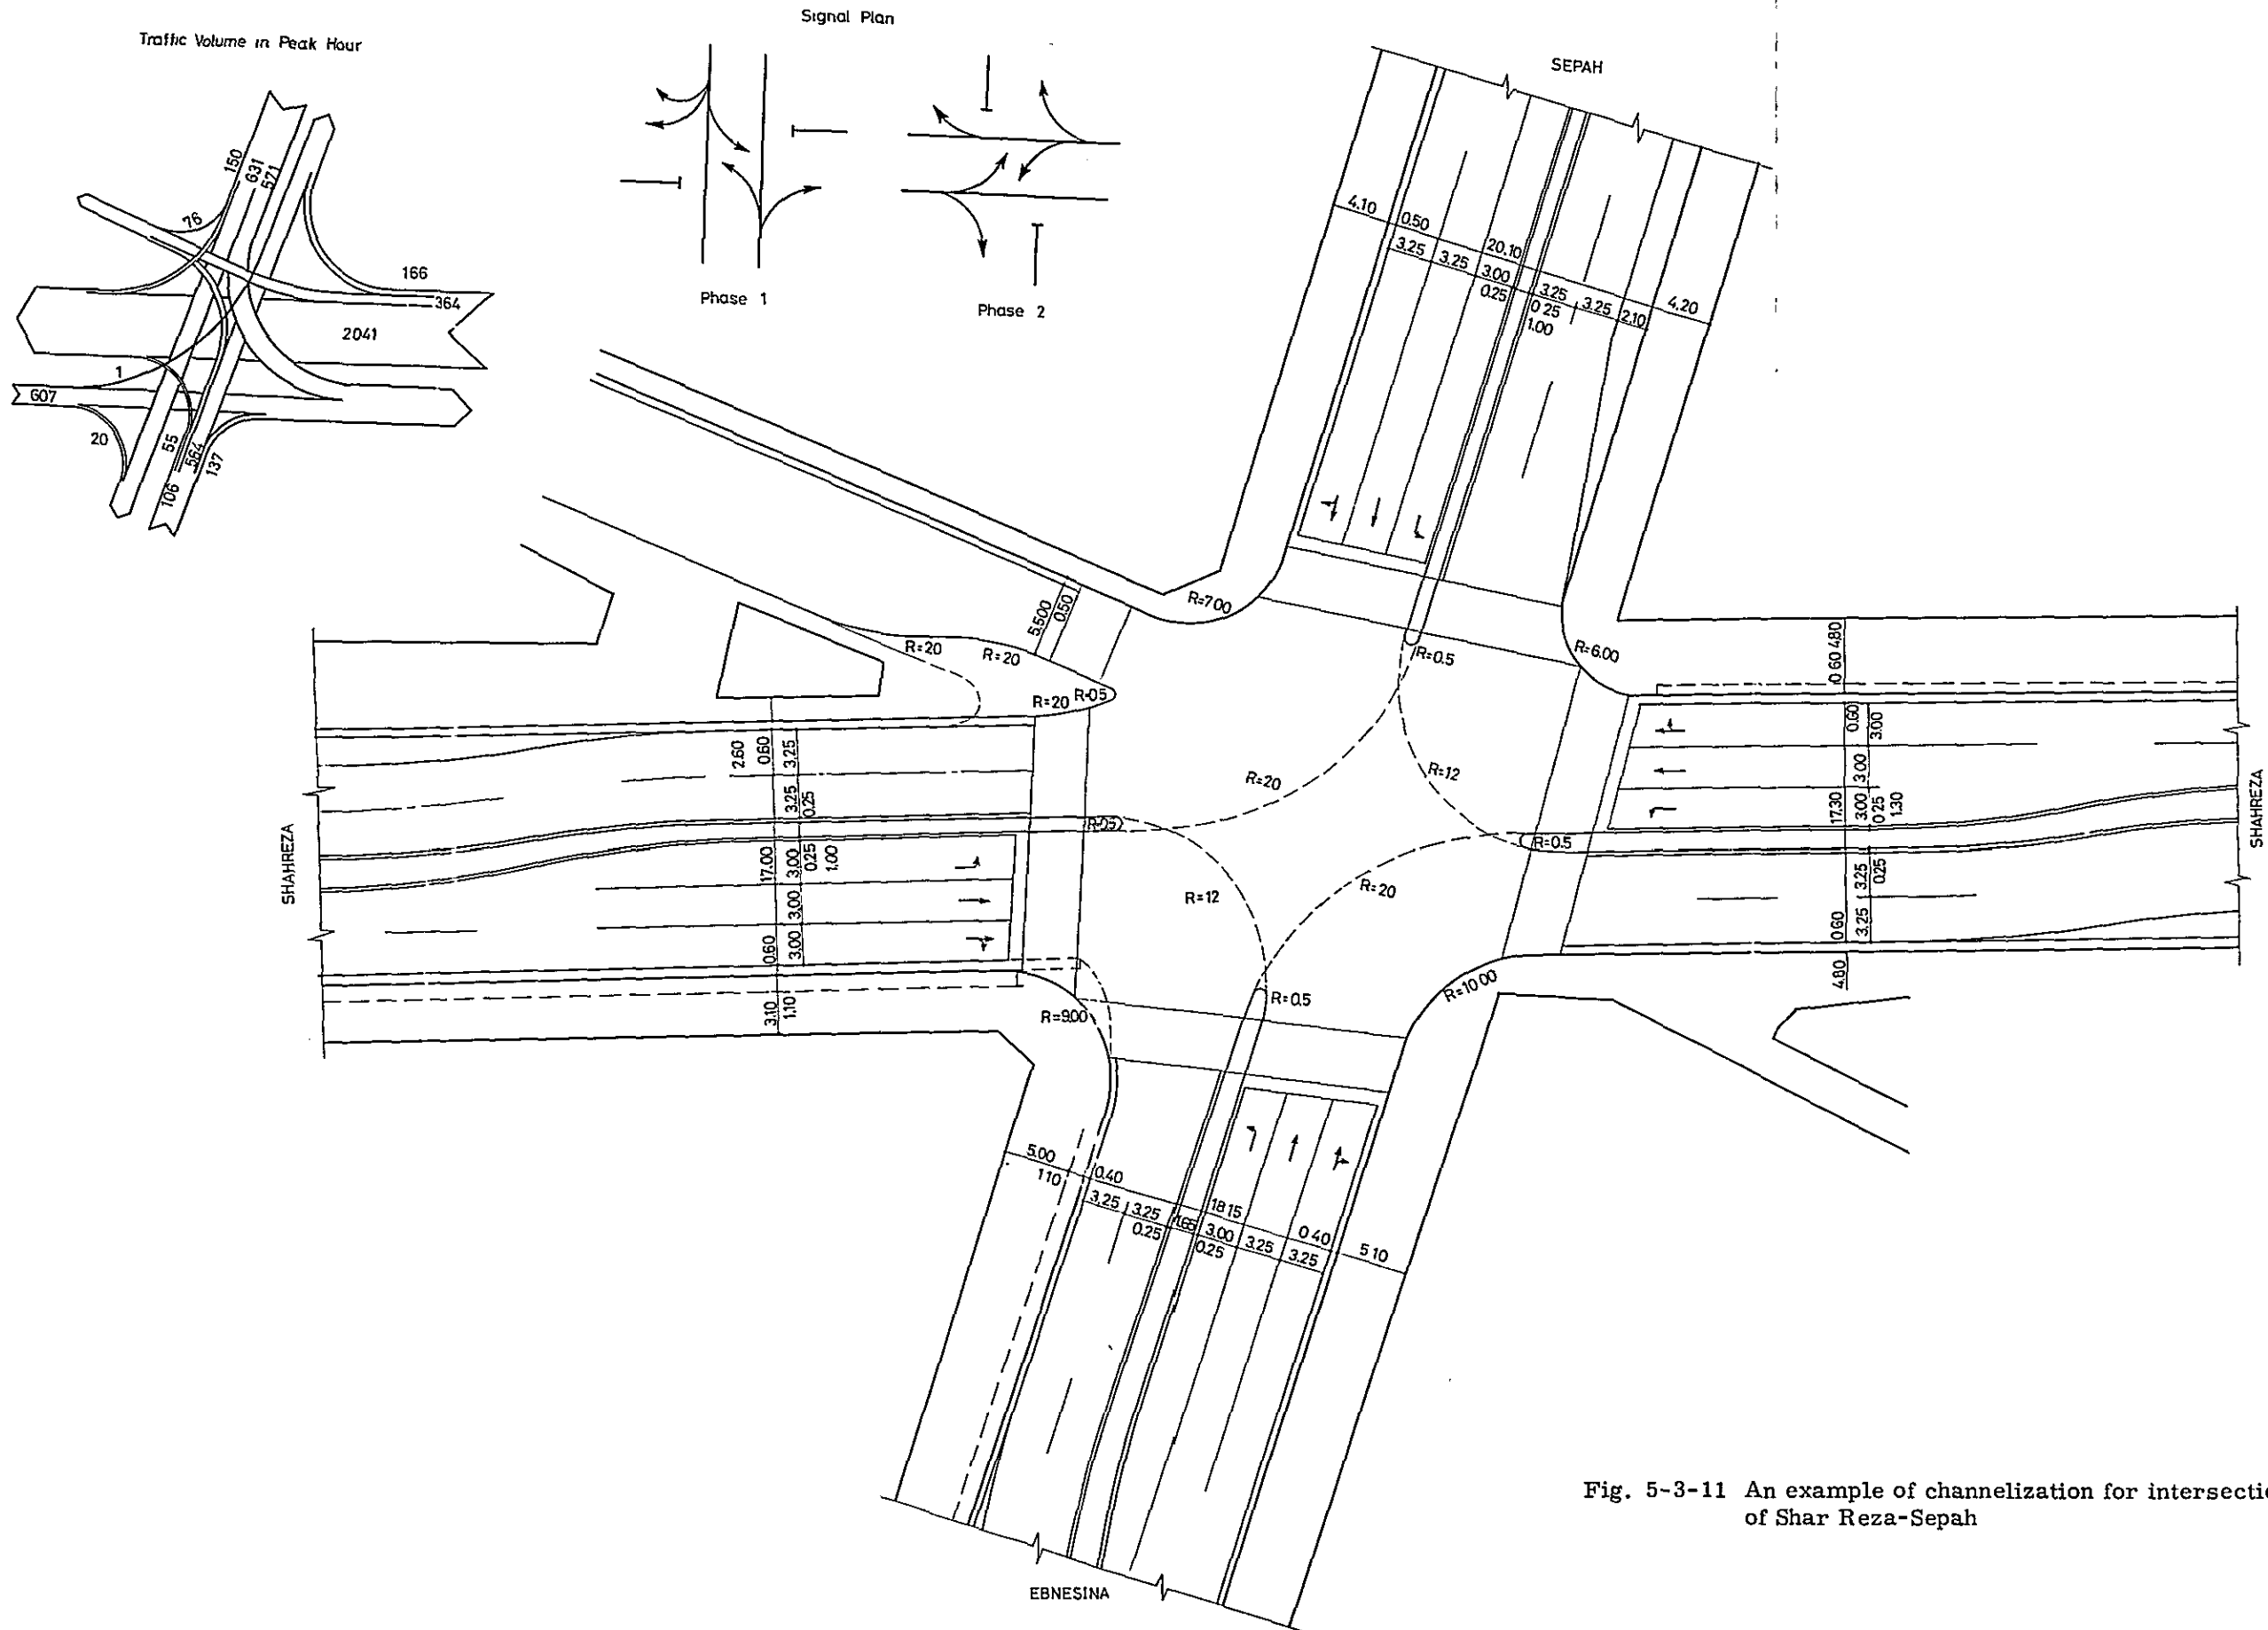 Traffic Volume in Peak Hour
Signal Plan
SEPAH
150
631
571
76
166
364
2041
1
607
20
55
564
137
106
Phase 1
Phase 2
4.10
0.50
20.10
3.25
3.25
3.00
0.25
3.25
0 25
1.00
3.25
2.10
4.20
R=7.00
5.500
0.50
R=20
R=20
R=20
R=0.5
R=0.5
R=6.00
0 60 4.80
SHAHREZA
2.60
0.60
3.25
3.25
0.25
17.00
3.00
0.25
1.00
3.00
0.60
3.00
3.10
1.10
R=0.5
R=20
R=12
R=12
R=20
R=0.5
R=0.5
R=9.00
R=10 00
0.60
3.00
3.00
17.30
3.00
0.25
1.30
3.25
0.25
0.60
3.25
4.80
SHAHREZA
5.00
1 10
0.40
3.25
3.25
0.25
1.65
18.15
3.00
0.25
3.25
3.25
0 40
5 10
EBNESINA
Fig. 5-3-11 An example of channelization for intersecti
of Shar Reza-Sepah